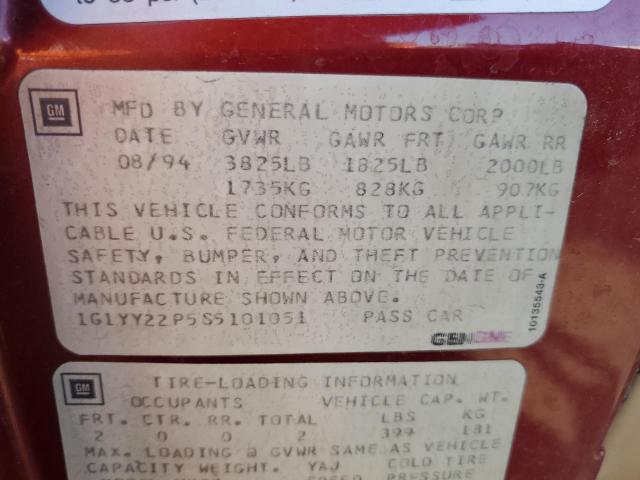 GM
MFD BY GENERAL MOTORS CORP
DATE GVWR GAWR FRT GAWR RR
08/94 3825LB 1825LB 2000LB
1735KG 828KG 907KG
THIS VEHICLE CONFORMS TO ALL APPLI-
CABLE U.S. FEDERAL MOTOR VEHICLE
SAFETY, BUMPER, AND THEFT PREVENTION
STANDARDS IN EFFECT ON THE DATE OF
MANUFACTURE SHOWN ABOVE.
1G1YY22P5S5101051 PASS CAR
10135543-A
GM
TIRE-LOADING INFORMATION
OCCUPANTS VEHICLE CAP. WT.
FRT. CTR. RR. TOTAL LBS KG
2 0 0 2 399 181
MAX. LOADING @ GVWR SAME AS VEHICLE
CAPACITY WEIGHT. YAJ COLD TIRE
PRESSURE